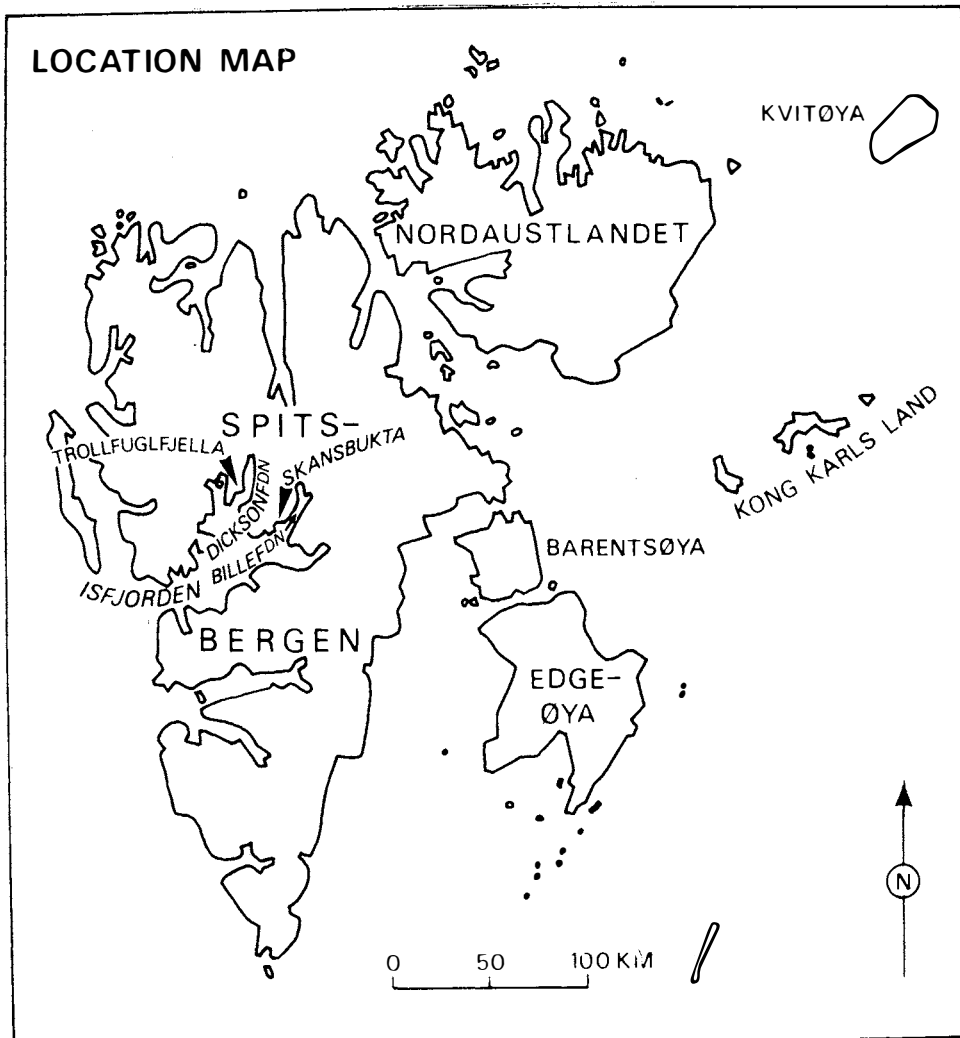 LOCATION MAP
KVITØYA
NORDAUSTLANDET
SPITS-
TROLLFUGLFJELLA
SKANSBUKTA
DICKSONFDN
KONG KARLS LAND
BILLEFDN
BARENTSØYA
ISFJORDEN
BERGEN
EDGE-
ØYA
N
0 50 100 KM